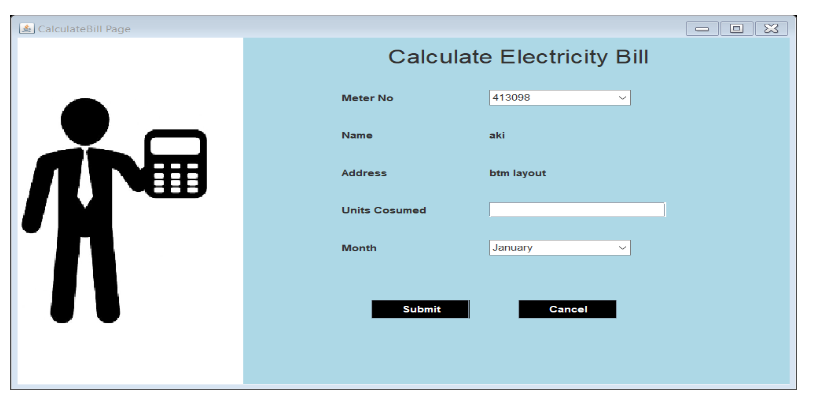 CalculateBill Page
Calculate Electricity Bill
Meter No 413098
Name aki
Address btm layout
Units Cosumed
Month January
Submit Cancel